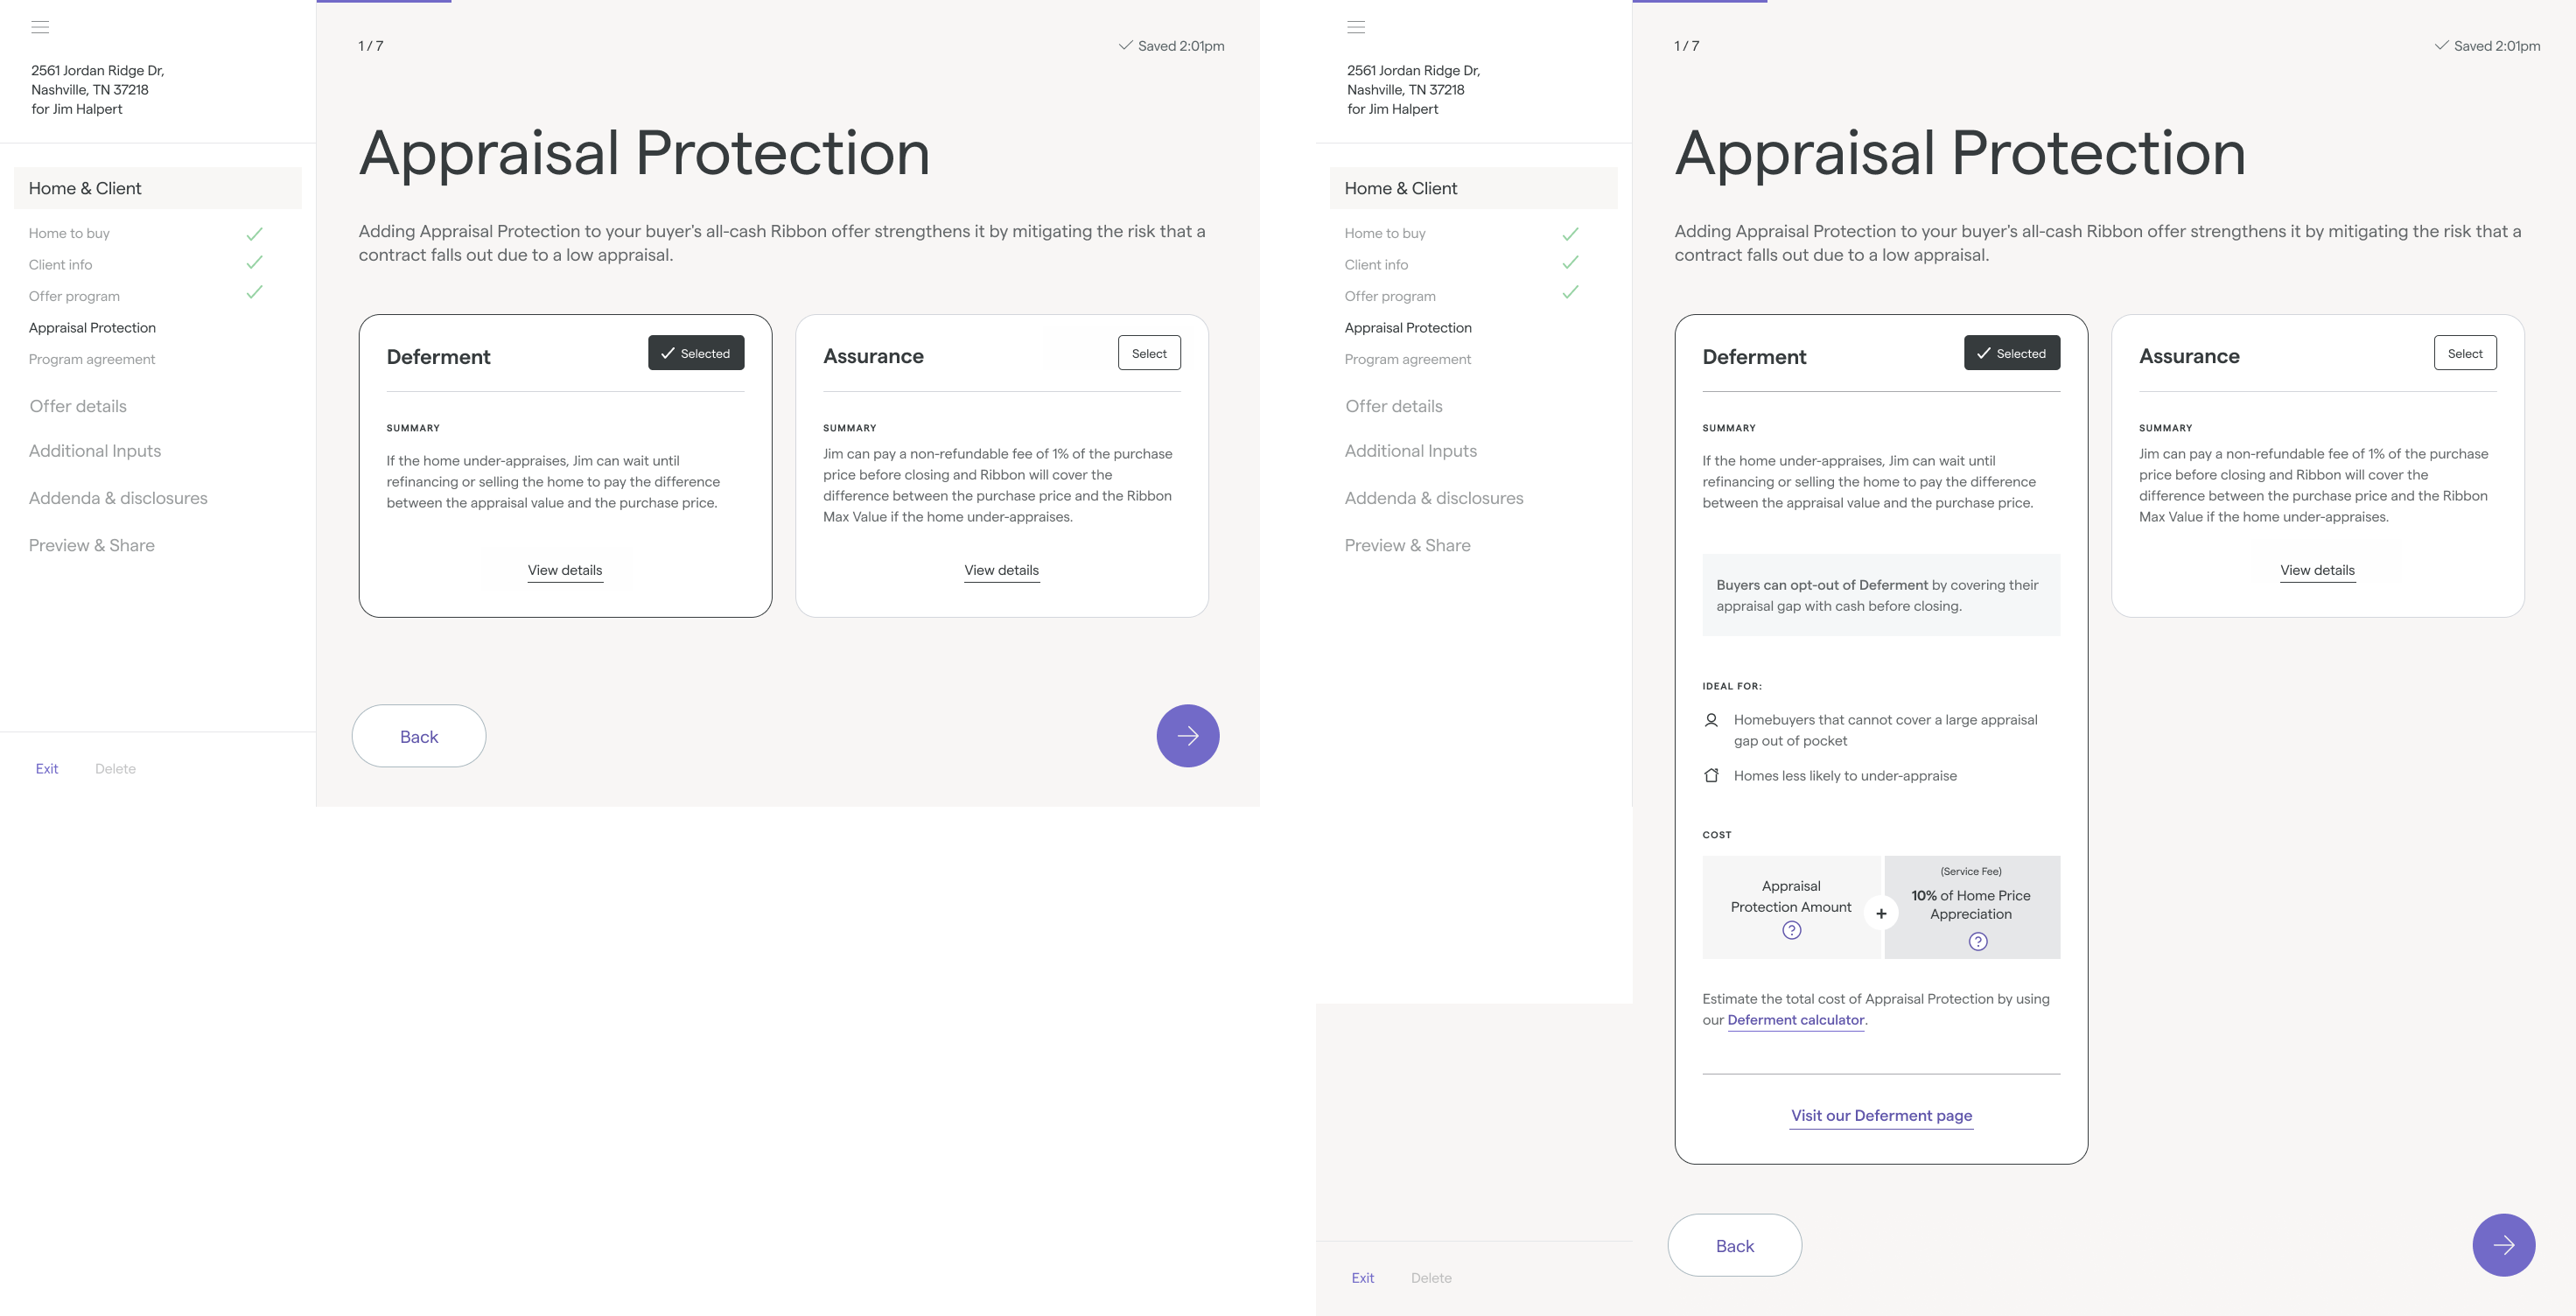 2561 Jordan Ridge Dr,
Nashville, TN 37218
for Jim Halpert
Home & Client
Home to buy
Client info
Offer program
Appraisal Protection
Program agreement
Offer details
Additional Inputs
Addenda & disclosures
Preview & Share
Exit Delete
1 / 7
Saved 2:01pm
Appraisal Protection
Adding Appraisal Protection to your buyer's all-cash Ribbon offer strengthens it by mitigating the risk that a
contract falls out due to a low appraisal.
Deferment
Selected
SUMMARY
If the home under-appraises, Jim can wait until
refinancing or selling the home to pay the difference
between the appraisal value and the purchase price.
View details
Assurance
Select
SUMMARY
Jim can pay a non-refundable fee of 1% of the purchase
price before closing and Ribbon will cover the
difference between the purchase price and the Ribbon
Max Value if the home under-appraises.
View details
Back
2561 Jordan Ridge Dr,
Nashville, TN 37218
for Jim Halpert
Home & Client
Home to buy
Client info
Offer program
Appraisal Protection
Program agreement
Offer details
Additional Inputs
Addenda & disclosures
Preview & Share
Exit Delete
1 / 7
Saved 2:01pm
Appraisal Protection
Adding Appraisal Protection to your buyer's all-cash Ribbon offer strengthens it by mitigating the risk that a
contract falls out due to a low appraisal.
Deferment
Selected
SUMMARY
If the home under-appraises, Jim can wait until
refinancing or selling the home to pay the difference
between the appraisal value and the purchase price.
Buyers can opt-out of Deferment by covering their
appraisal gap with cash before closing.
IDEAL FOR:
Homebuyers that cannot cover a large appraisal
gap out of pocket
Homes less likely to under-appraise
COST
Appraisal
Protection Amount
?
+
(Service Fee)
10% of Home Price
Appreciation
?
Estimate the total cost of Appraisal Protection by using
our Deferment calculator.
Visit our Deferment page
Assurance
Select
SUMMARY
Jim can pay a non-refundable fee of 1% of the purchase
price before closing and Ribbon will cover the
difference between the purchase price and the Ribbon
Max Value if the home under-appraises.
View details
Back